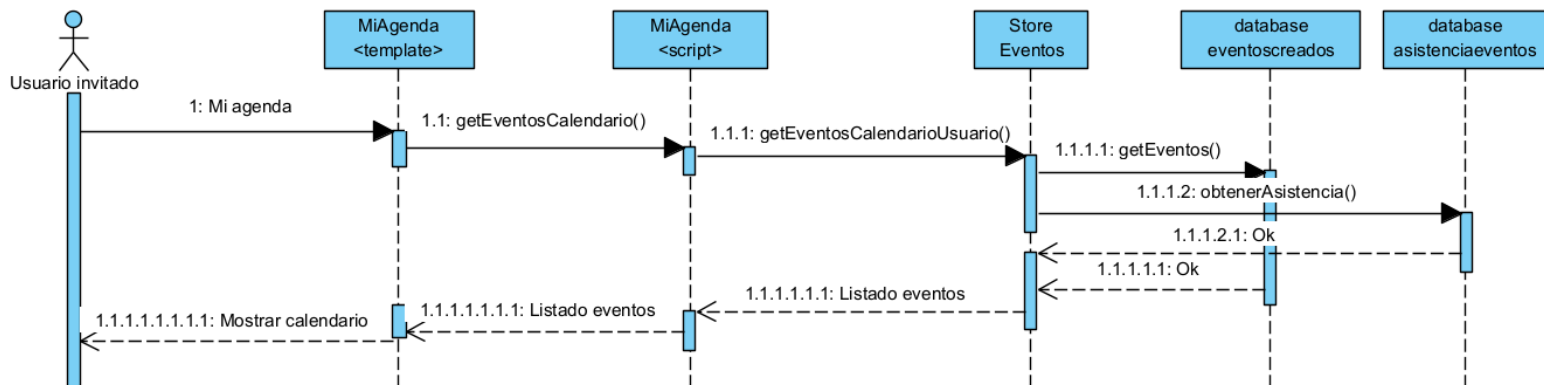 MiAgenda
<template>
MiAgenda
<script>
Store
Eventos
database
eventoscreados
database
asistenciaeventos
Usuario invitado
1: Mi agenda
1.1: getEventosCalendario()
1.1.1: getEventosCalendarioUsuario()
1.1.1.1: getEventos()
1.1.1.2: obtenerAsistencia()
1.1.1.2.1: Ok
1.1.1.1.1: Ok
1.1.1.1.1.1: Listado eventos
1.1.1.1.1.1.1: Listado eventos
1.1.1.1.1.1.1.1: Mostrar calendario